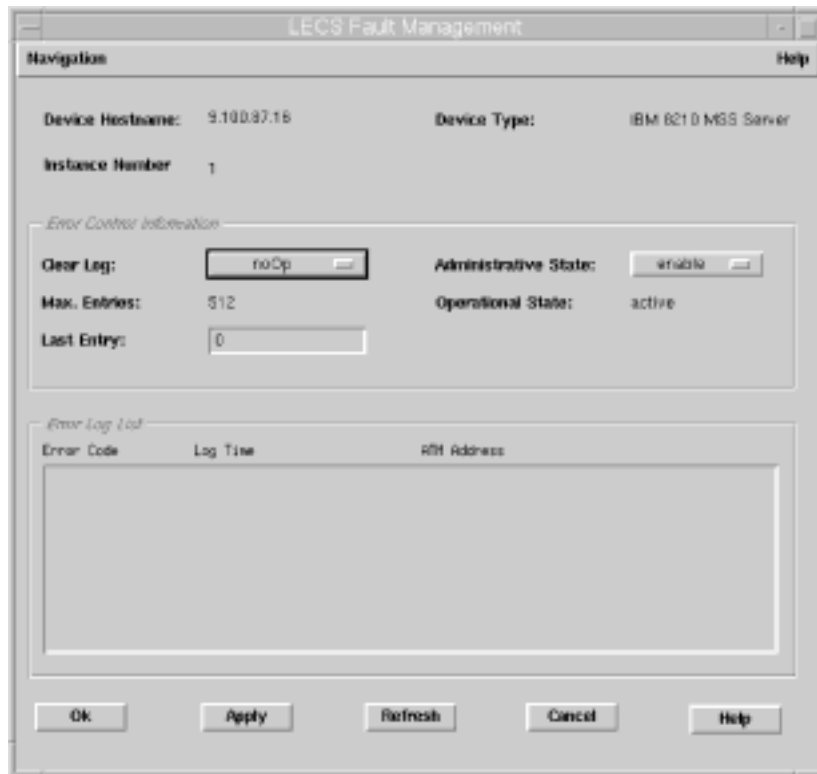 LECS Fault Management
Navigation Help
Device Hostname: 9.100.87.16 Device Type: IBM 8210 MSS Server
Instance Number 1
Error Control Information
Clear Log: noOp Administrative State: enable
Max. Entries: 512 Operational State: active
Last Entry: 0
Error Log List
Error Code Log Time ATM Address
Ok Apply Refresh Cancel Help